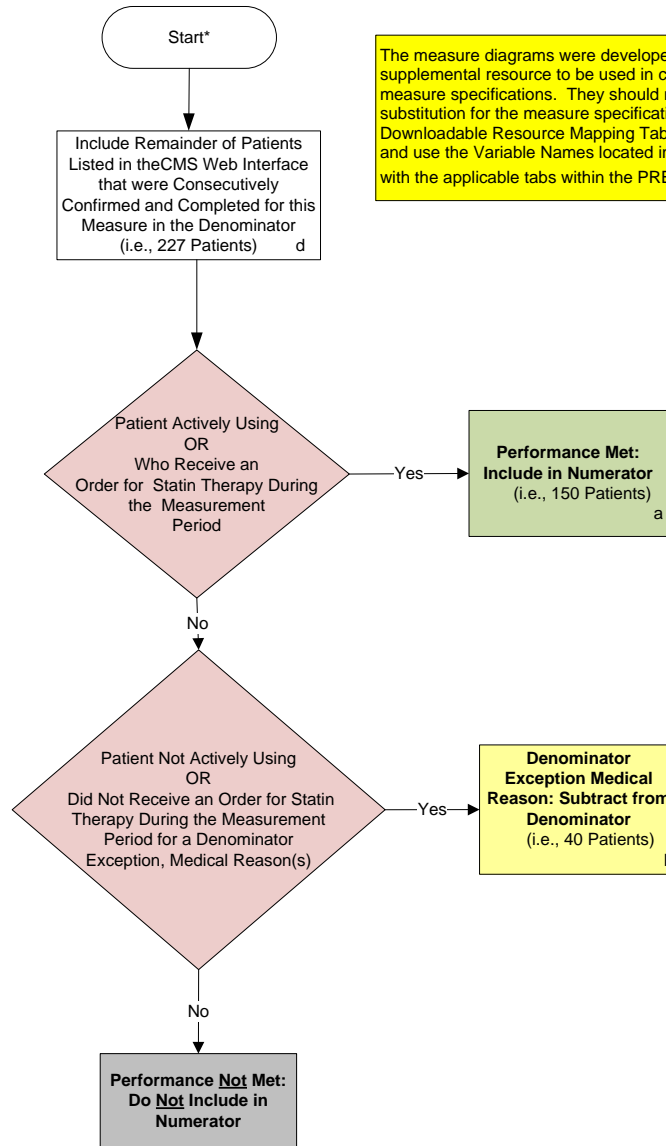 Start*
The measure diagrams were develope
supplemental resource to be used in c
measure specifications. They should
substitution for the measure specificati
Downloadable Resource Mapping Tab
and use the Variable Names located in
with the applicable tabs within the PRE
Include Remainder of Patients
Listed in theCMS Web Interface
that were Consecutively
Confirmed and Completed for this
Measure in the Denominator
(i.e., 227 Patients) d
Patient Actively Using
OR
Who Receive an
Order for Statin Therapy During
the Measurement
Period
Yes
Performance Met:
Include in Numerator
(i.e., 150 Patients)
a
No
Patient Not Actively Using
OR
Did Not Receive an Order for Statin
Therapy During the Measurement
Period for a Denominator
Exception, Medical Reason(s)
Yes
Denominator
Exception Medical
Reason: Subtract from
Denominator
(i.e., 40 Patients)
No
Performance Not Met:
Do Not Include in
Numerator